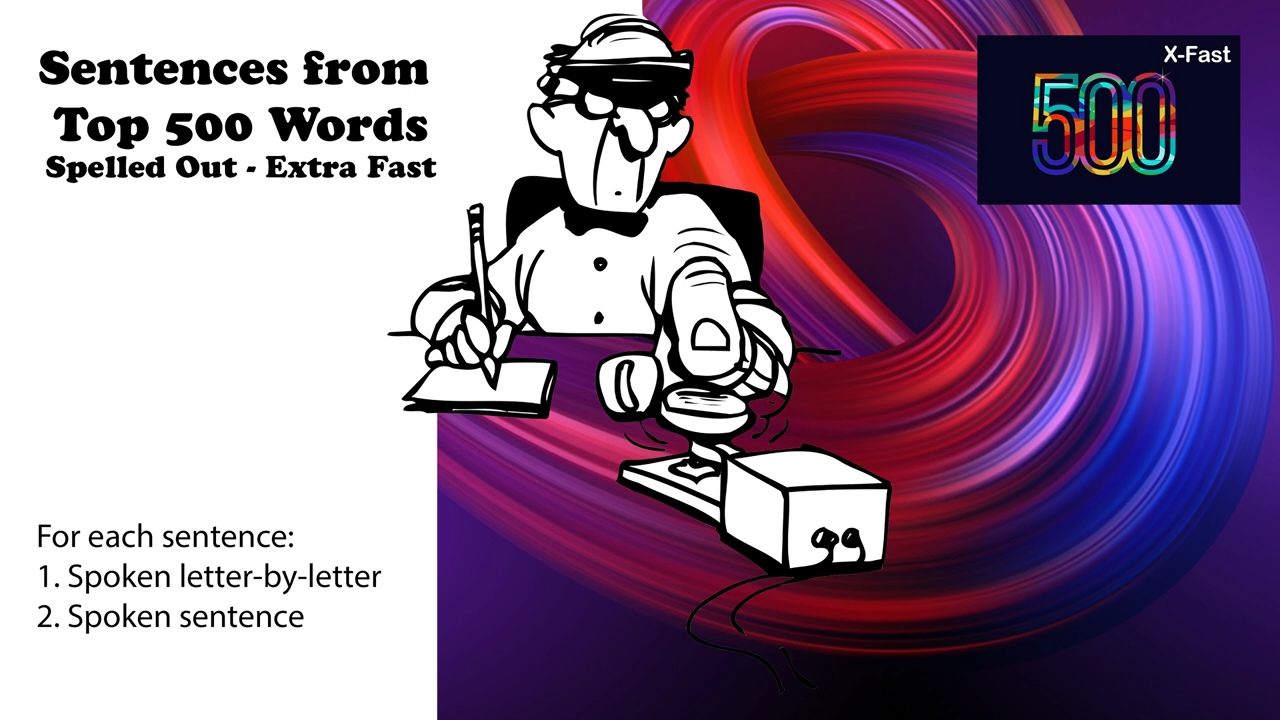 Sentences from
Top 500 Words
Spelled Out - Extra Fast
X-Fast
500
For each sentence:
1. Spoken letter-by-letter
2. Spoken sentence